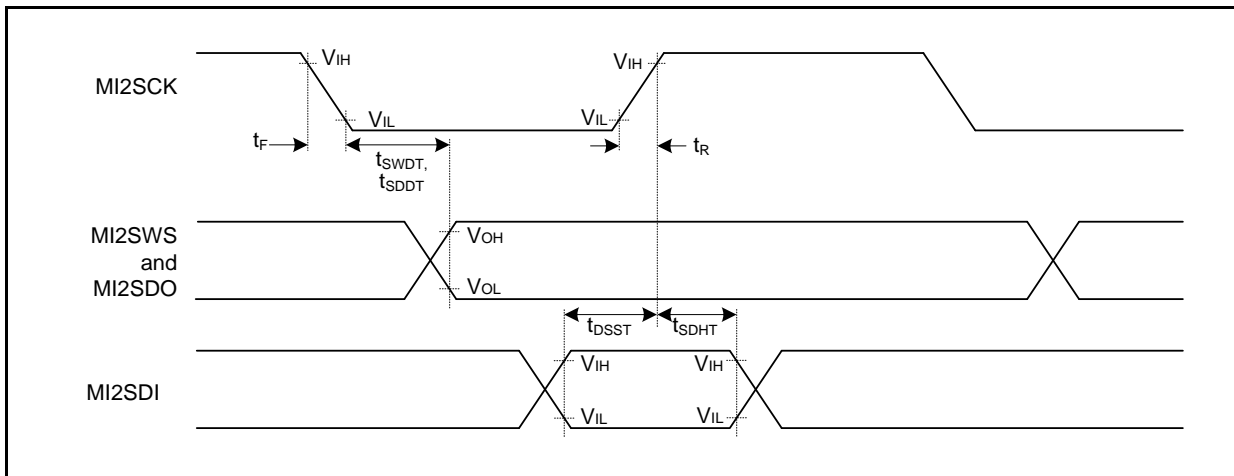 VIH
VIH
MI2SCK
VIL
VIL
tF
tSWDT,
tSDDT
tR
MI2SWS
and
MI2SDO
VOH
VOL
tDSST
tSDHT
VIH
VIH
MI2SDI
VIL
VIL